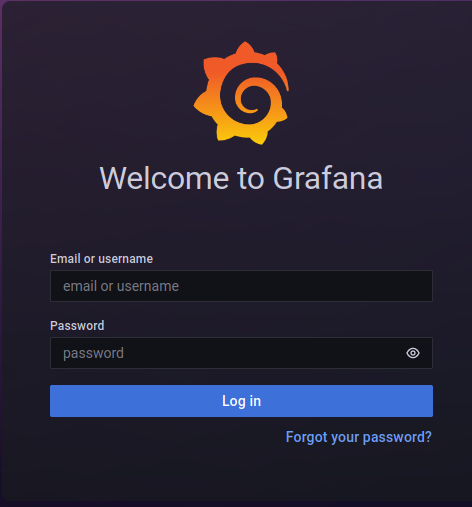 Welcome to Grafana
Email or username
email or username
Password
password
Log in
Forgot your password?